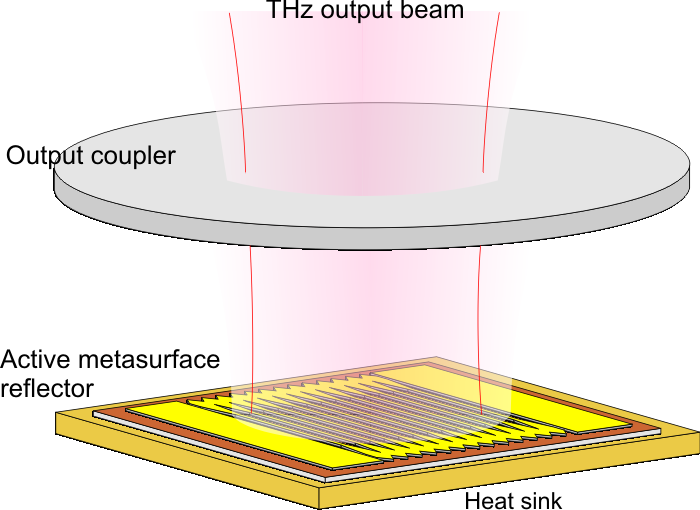 THz output beam
Output coupler
Active metasurface
reflector
Heat sink